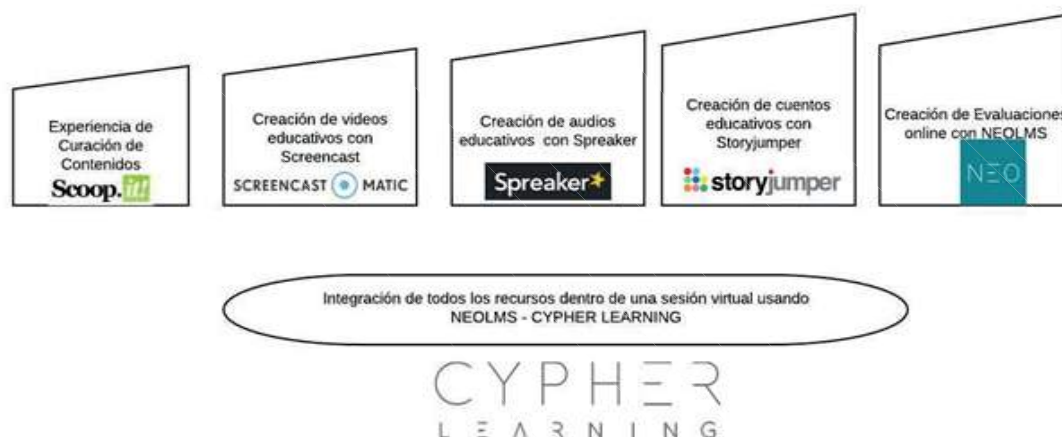 Experiencia de
Curación de
Contenidos
Scoop.it!
Creación de videos
educativos con
Screencast
SCREENCAST MATIC
Creación de audios
educativos con Spreaker
Spreaker
Creación de cuentos
educativos con
Storyjumper
storyjumper
Creación de Evaluaciones
online con NEOLMS
NEO
Integración de todos los recursos dentro de una sesión virtual usando
NEOLMS - CYPHER LEARNING
CYPHER
LEARNING